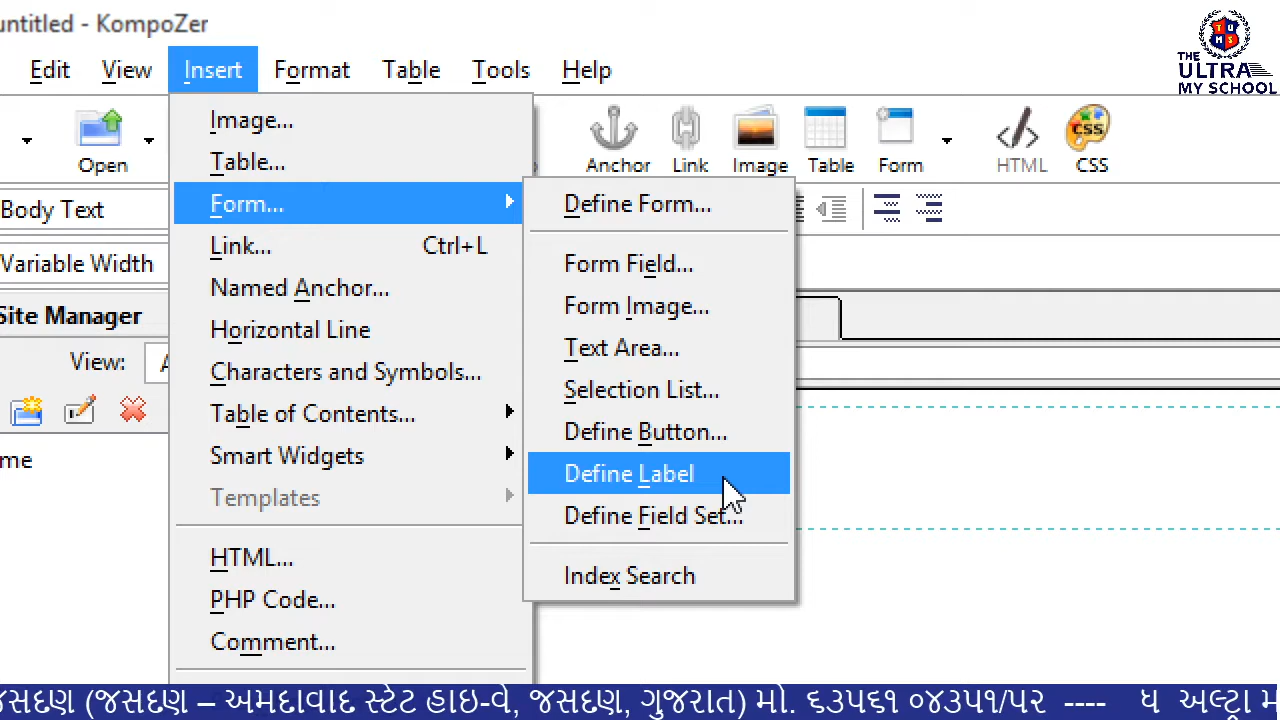 untitled - KompoZer
THE
ULTRA
MY SCHOOL
TUMS
Edit View Insert Format Table Tools Help
Open Anchor Link Image Table Form HTML CSS
Body Text
Variable Width
Site Manager
View: A
me
Image...
Table...
Form...
Link... Ctrl+L
Named Anchor...
Horizontal Line
Characters and Symbols...
Table of Contents...
Smart Widgets
Templates
HTML...
PHP Code...
Comment...
Define Form...
Form Field...
Form Image...
Text Area...
Selection List...
Define Button...
Define Label
Define Field Set...
Index Search
જસદણ (જસદણ – અમદાવાદ સ્ટેટ હાઇ-વે, જસદણ, ગુજરાત) મો. ૬૩૫૬૧ ૦૪૩૫૧/૫૨ ---- ધ અલ્ટ્રા મ